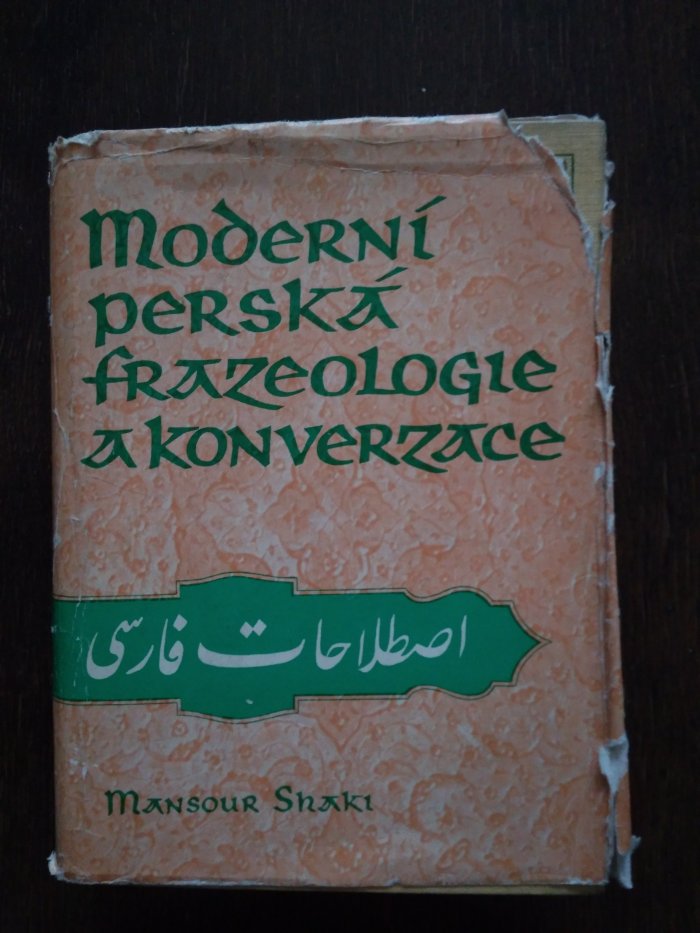 Moderní
perská
frazeologie
a konverzace
اصطلاحات فارسی
Mansour Shaki